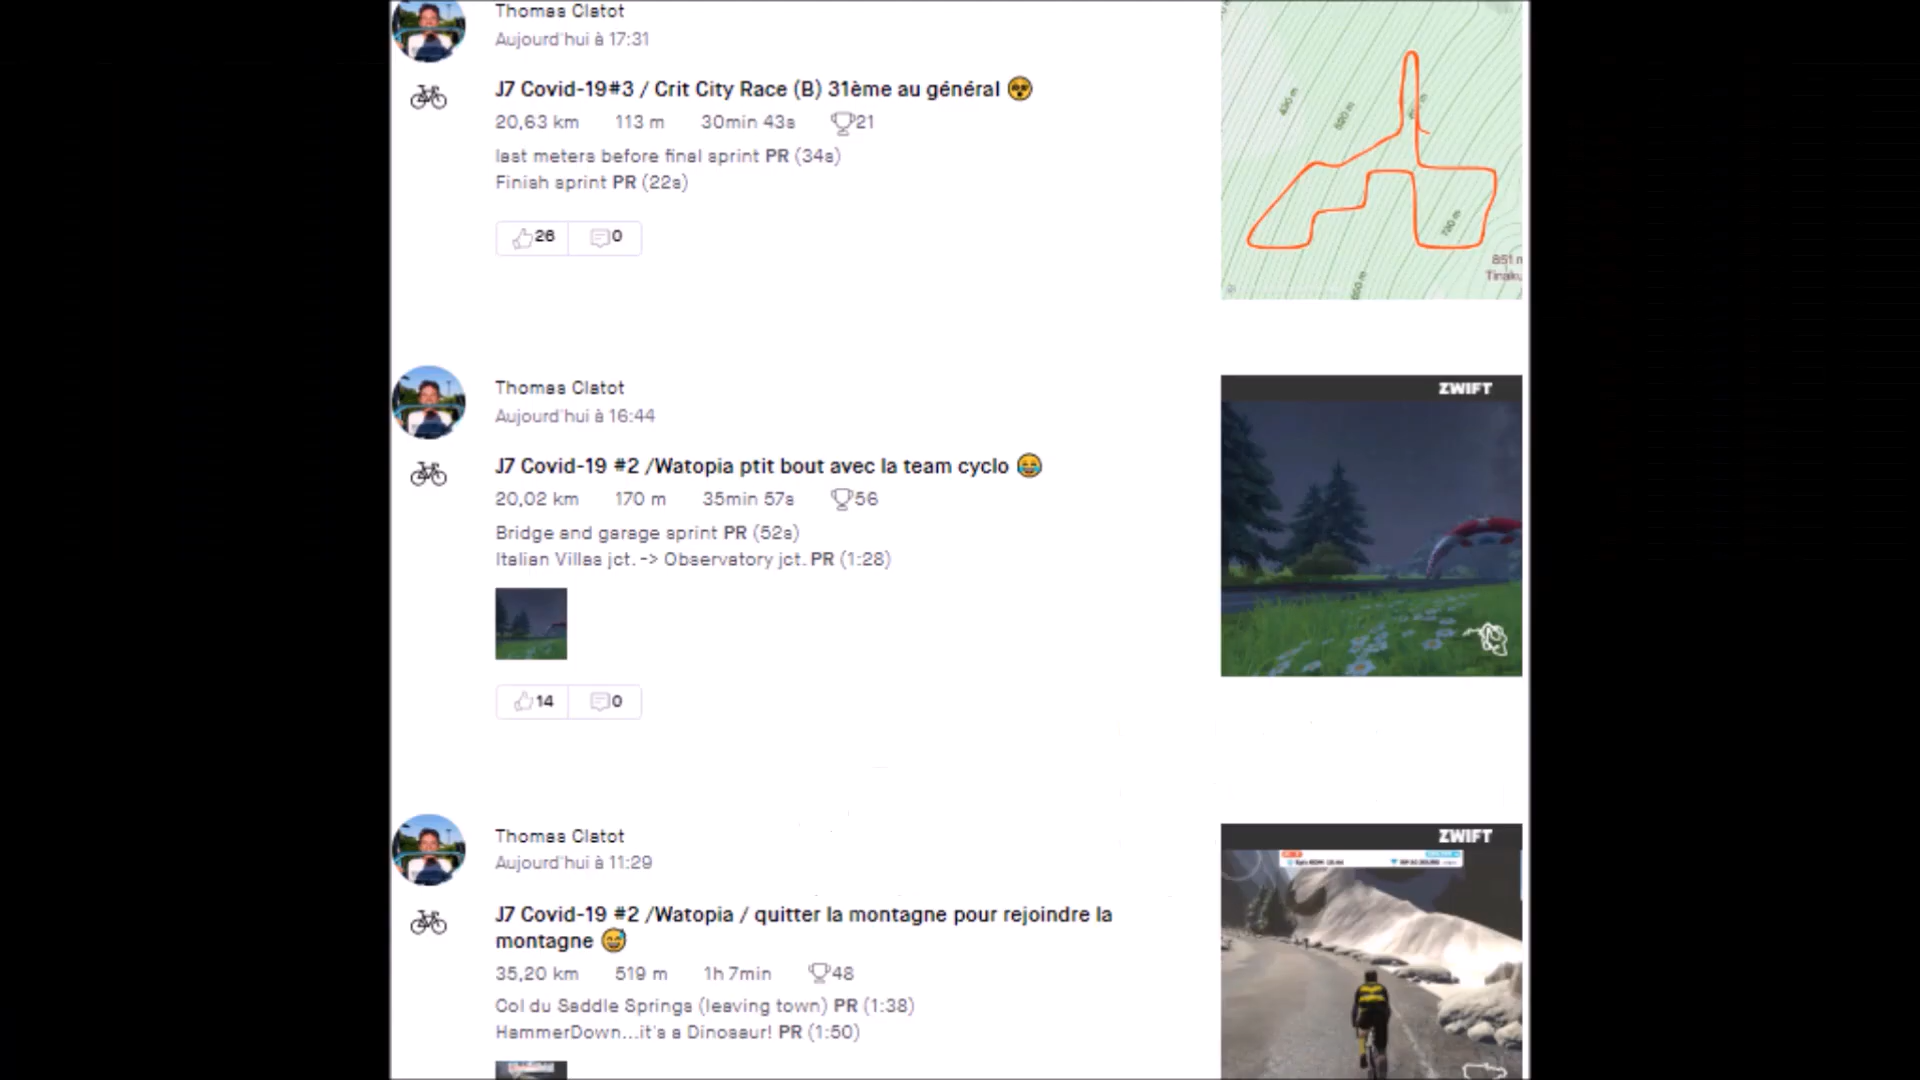 Thomas Clatot
Aujourd'hui à 17:31
J7 Covid-19#3 / Crit City Race (B) 31ème au général
20,63 km 113 m 30min 43s 21
last meters before final sprint PR (34s)
Finish sprint PR (22s)
26 0
490 m
520 m
730 m
650 m
851 m
Tinaku
Thomas Clatot
Aujourd'hui à 16:44
J7 Covid-19 #2 /Watopia ptit bout avec la team cyclo
20,02 km 170 m 35min 57s 56
Bridge and garage sprint PR (52s)
Italian Villas jct. -> Observatory jct. PR (1:28)
14 0
ZWIFT
Thomas Clatot
Aujourd'hui à 11:29
J7 Covid-19 #2 /Watopia / quitter la montagne pour rejoindre la
montagne
35,20 km 519 m 1h 7min 48
Col du Saddle Springs (leaving town) PR (1:38)
HammerDown...it's a Dinosaur! PR (1:50)
ZWIFT